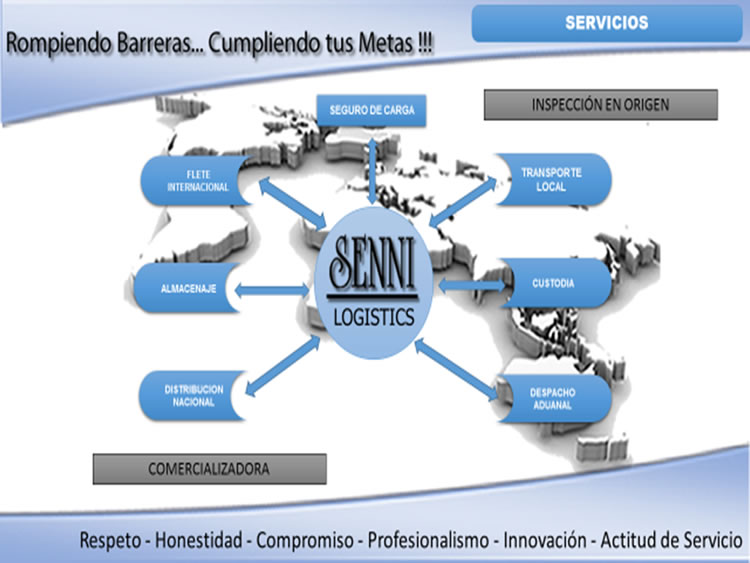 Rompiendo Barreras... Cumpliendo tus Metas !!!
SERVICIOS
SEGURO DE CARGA
INSPECCIÓN EN ORIGEN
FLETE
INTERNACIONAL
TRANSPORTE
LOCAL
SENNI
LOGISTICS
ALMACENAJE
CUSTODIA
DISTRIBUCION
NACIONAL
DESPACHO
ADUANAL
COMERCIALIZADORA
Respeto - Honestidad - Compromiso - Profesionalismo - Innovación - Actitud de Servicio